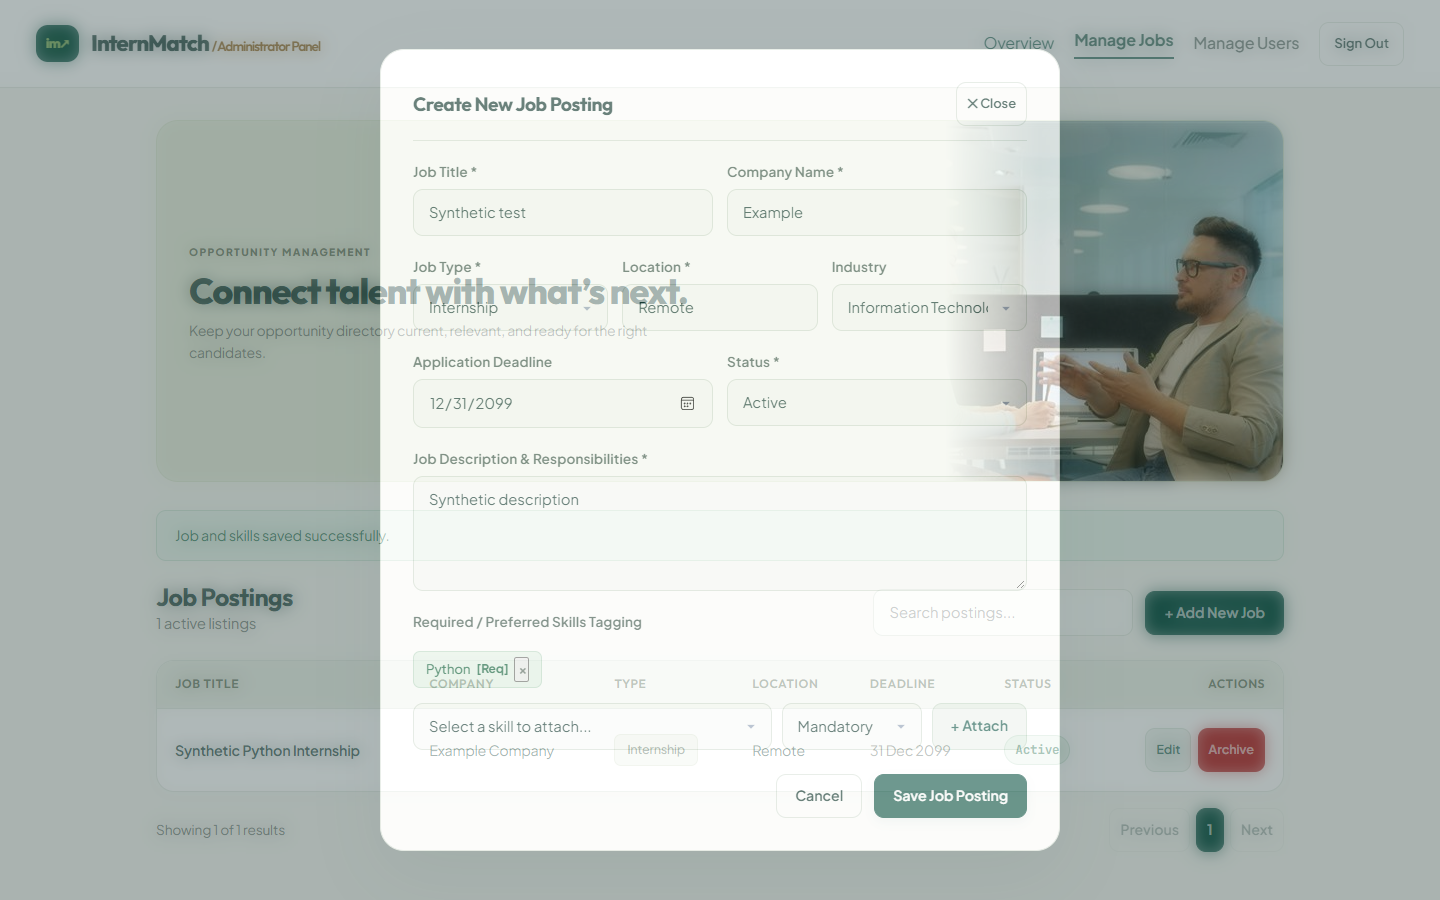 im↗ InternMatch / Administrator Panel
Overview Manage Jobs Manage Users Sign Out
Create New Job Posting
× Close
Job Title * Company Name *
Synthetic test Example
OPPORTUNITY MANAGEMENT
Job Type * Location * Industry
Connect talent with what's next.
Internship Remote Information Technol
Keep your opportunity directory current, relevant, and ready for the right
candidates.
Application Deadline Status *
12/31/2099 Active
Job Description & Responsibilities *
Synthetic description
Job and skills saved successfully.
Job Postings
1 active listings
Search postings...
+ Add New Job
Required / Preferred Skills Tagging
Python [Req] ×
JOB TITLE COMPANY TYPE LOCATION DEADLINE STATUS ACTIONS
Select a skill to attach... Mandatory + Attach
Synthetic Python Internship Example Company Internship Remote 31 Dec 2099 Active Edit Archive
Cancel Save Job Posting
Showing 1 of 1 results
Previous 1 Next